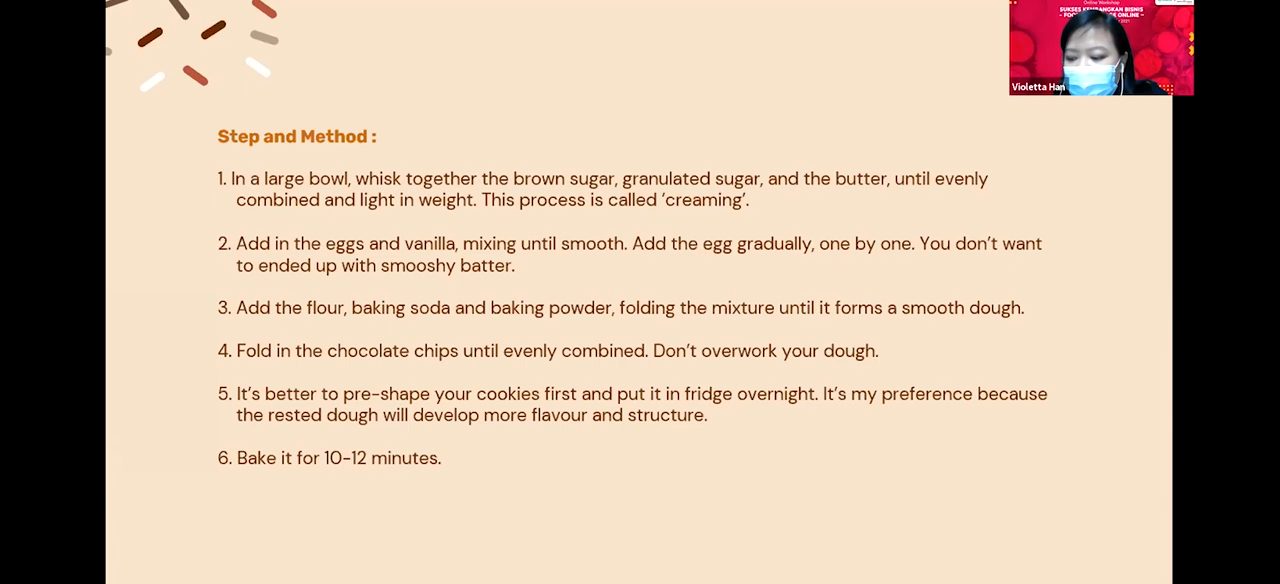 Online Workshop
SUKSES KEMBANGKAN BISNIS
Violetta Han
Step and Method :
1. In a large bowl, whisk together the brown sugar, granulated sugar, and the butter, until evenly
combined and light in weight. This process is called ‘creaming’.
2. Add in the eggs and vanilla, mixing until smooth. Add the egg gradually, one by one. You don’t want
to ended up with smooshy batter.
3. Add the flour, baking soda and baking powder, folding the mixture until it forms a smooth dough.
4. Fold in the chocolate chips until evenly combined. Don’t overwork your dough.
5. It’s better to pre-shape your cookies first and put it in fridge overnight. It’s my preference because
the rested dough will develop more flavour and structure.
6. Bake it for 10-12 minutes.